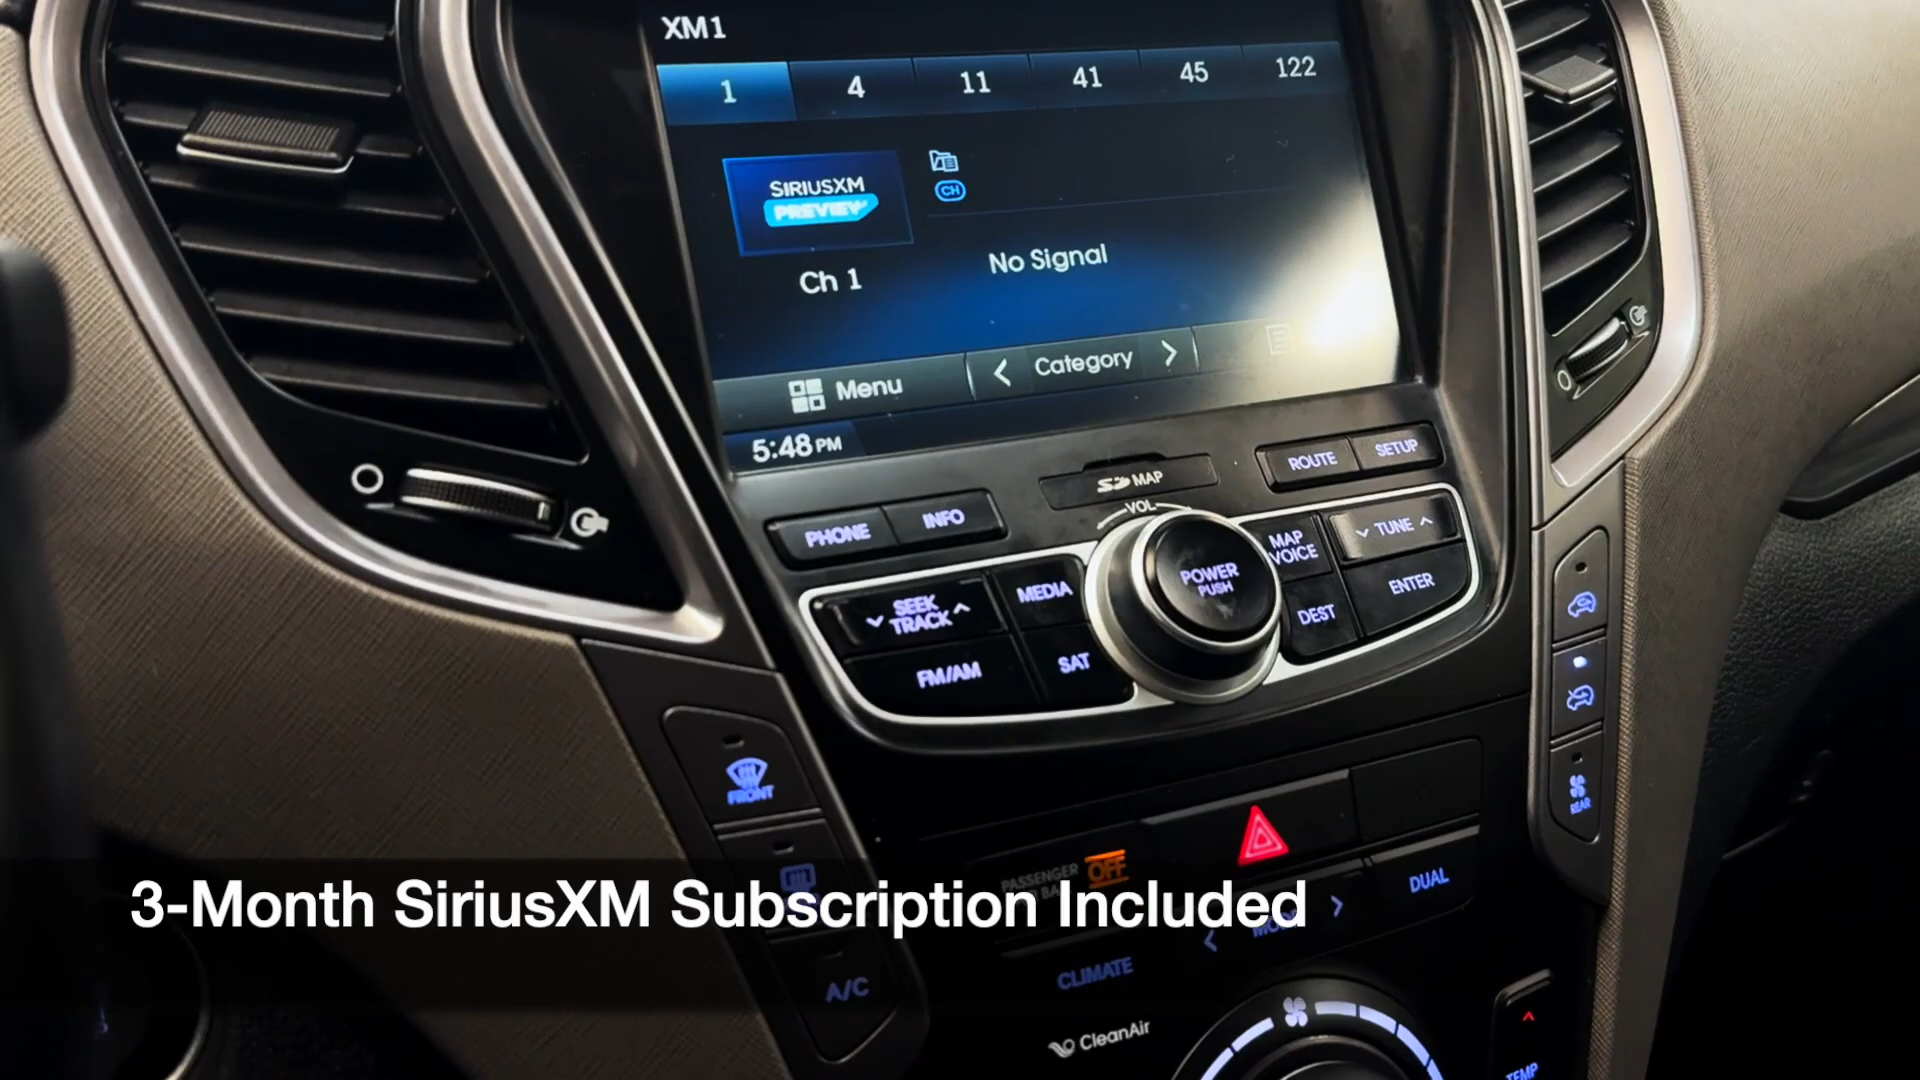 XM1
1 4 11 41 45 122
SIRIUSXM
PREVIEW
CH
Ch 1
No Signal
Menu
Category
5:48 PM
SD MAP
ROUTE
SETUP
PHONE
INFO
VOL
POWER
PUSH
MAP
VOICE
TUNE
SEEK
TRACK
MEDIA
DEST
ENTER
FM/AM
SAT
FRONT
REAR
PASSENGER
OFF
DUAL
3-Month SiriusXM Subscription Included
CLIMATE
A/C
CleanAir
TEMP